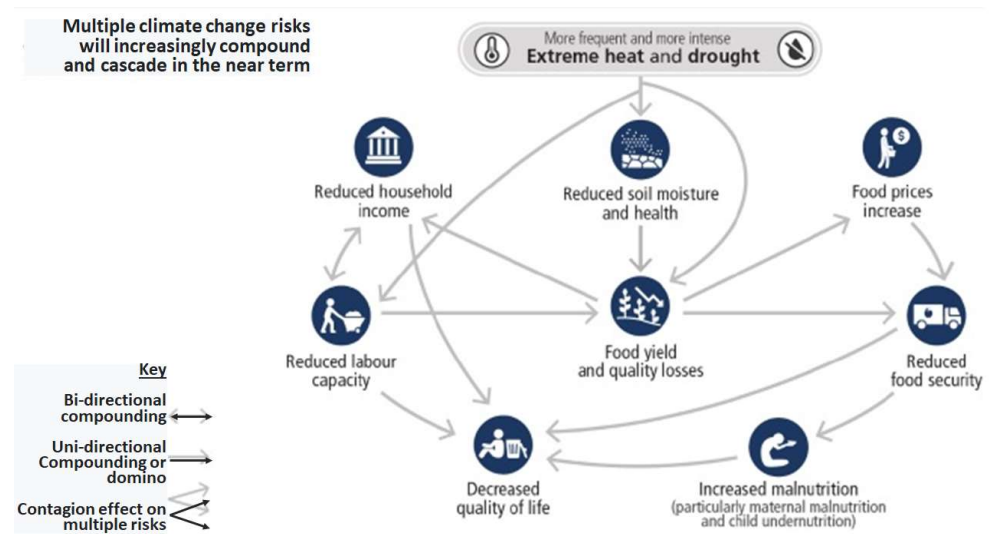 Multiple climate change risks
will increasingly compound
and cascade in the near term
More frequent and more intense
Extreme heat and drought
Reduced household
income
Reduced soil moisture
and health
$
Food prices
increase
Reduced labour
capacity
Food yield
and quality losses
Reduced
food security
Decreased
quality of life
Increased malnutrition
(particularly maternal malnutrition
and child undernutrition)
Key
Bi-directional
compounding
Uni-directional
Compounding or
domino
Contagion effect on
multiple risks